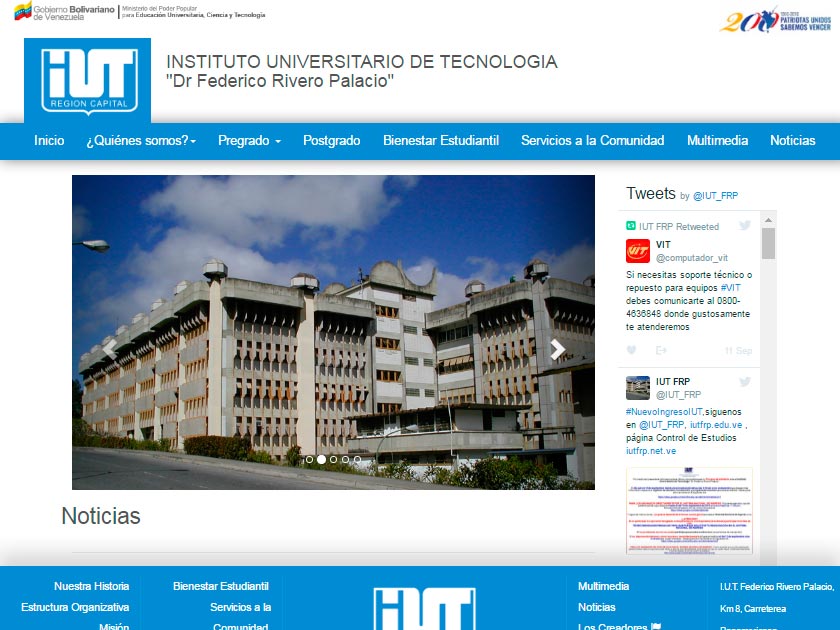 Gobierno Bolivariano
de Venezuela
Ministerio del Poder Popular
para Educación Universitaria, Ciencia y Tecnología
200
PATRIOTAS UNIDOS
SABEMOS VENCER
IUT
REGION CAPITAL
INSTITUTO UNIVERSITARIO DE TECNOLOGIA
"Dr Federico Rivero Palacio"
Inicio ¿Quiénes somos? Pregrado Postgrado Bienestar Estudiantil Servicios a la Comunidad Multimedia Noticias
Tweets by @IUT_FRP
IUT FRP Retweeted
VIT
@computador_vit
Si necesitas soporte técnico o
repuesto para equipos #VIT
debes comunicarte al 0800-
4636848 donde gustosamente
te atenderemos
11 Sep
IUT FRP
@IUT_FRP
#NuevoIngresoIUT,siguenos
en @IUT_FRP, iutfrp.edu.ve ,
página Control de Estudios
iutfrp.net.ve
Noticias
Nuestra Historia
Estructura Organizativa
Misión
Bienestar Estudiantil
Servicios a la
Comunidad
IUT
Multimedia
Noticias
Los Creadores
I.U.T. Federico Rivero Palacio,
Km 8, Carreterea
Panamericana